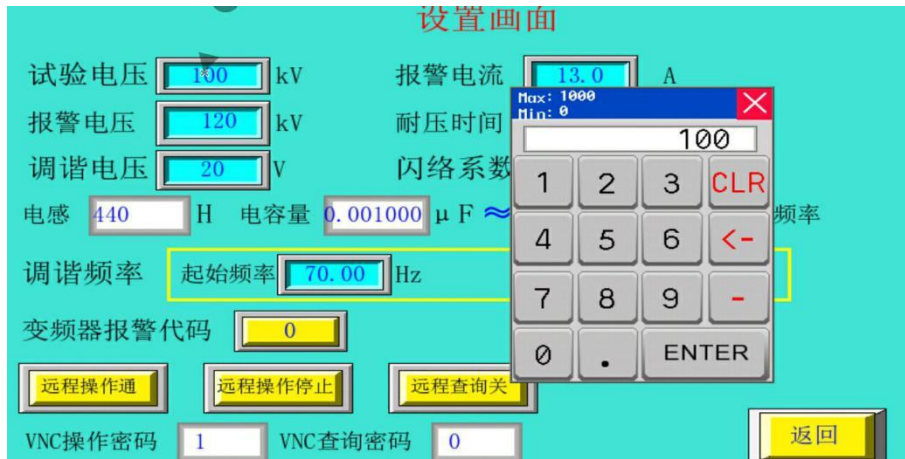 设置画面
试验电压 100 kV 报警电流 13.0 A
报警电压 120 kV 耐压时间
调谐电压 20 V 闪络系数
电感 440 H 电容量 0.001000 μF ≈ 频率
调谐频率 起始频率 70.00 Hz
变频器报警代码 0
远程操作通 远程操作停止 远程查询关
VNC操作密码 1 VNC查询密码 0 返回
Max: 1000
Min: 0
100
1 2 3 CLR
4 5 6 <-
7 8 9 -
0 . ENTER